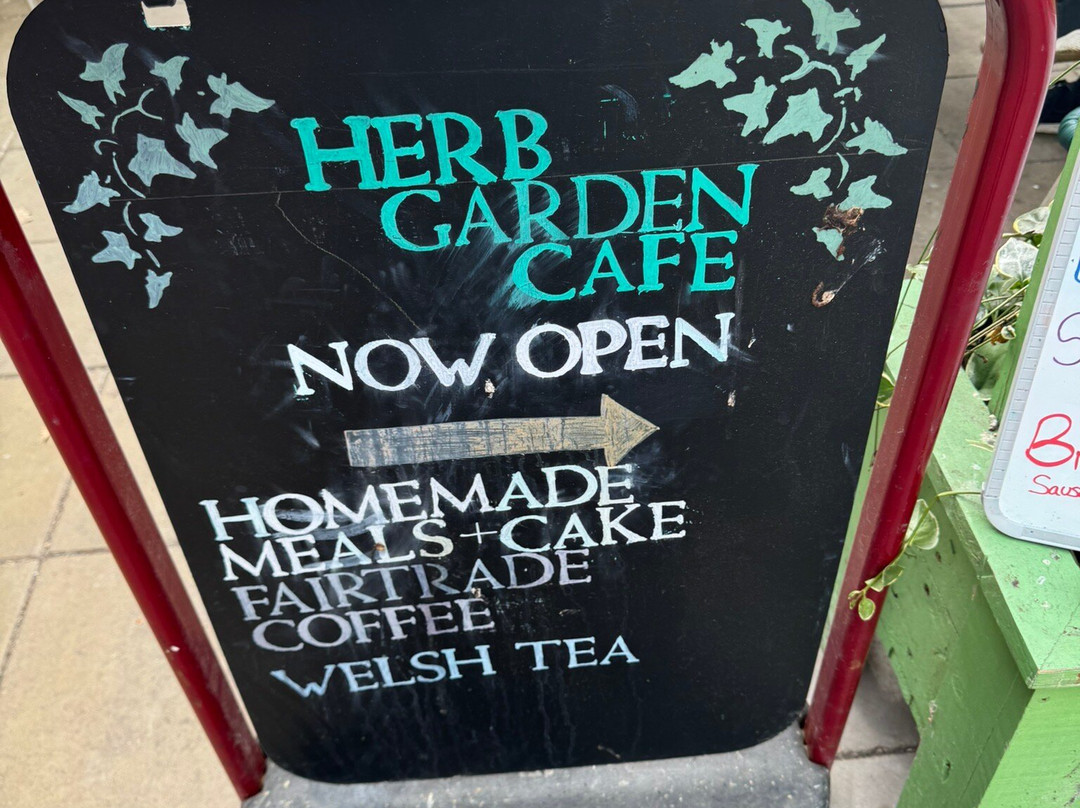 HERB
GARDEN
CAFE
NOW OPEN
HOMEMADE
MEALS + CAKE
FAIRTRADE
COFFEE
WELSH TEA